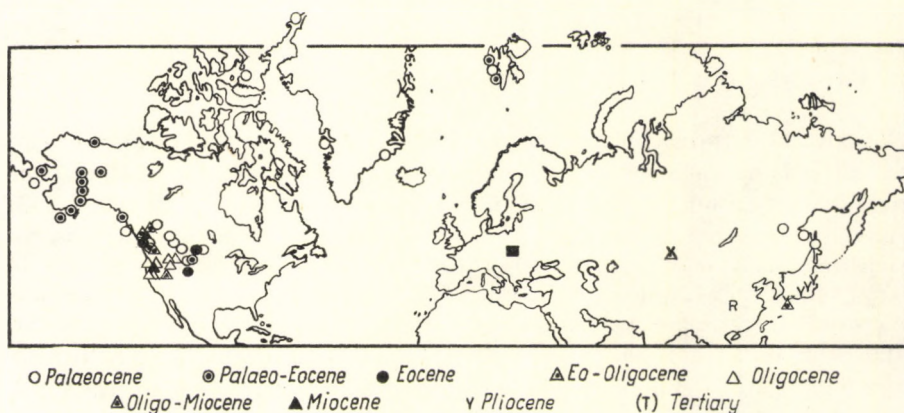 R
T
○ Palaeocene ◉ Palaeo-Eocene ● Eocene ◬ Eo-Oligocene △ Oligocene
◬ Oligo-Miocene ▲ Miocene Y Pliocene (T) Tertiary